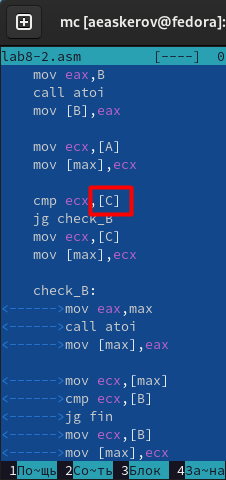 mc [aeaskerov@fedora]:
lab8-2.asm [----] 0
mov eax,B
call atoi
mov [B],eax
mov ecx,[A]
mov [max],ecx
cmp ecx,[C]
jg check_B
mov ecx,[C]
mov [max],ecx
check_B:
<------>mov eax,max
<------>call atoi
<------>mov [max],eax
<------>mov ecx,[max]
<------>cmp ecx,[B]
<------>jg fin
<------>mov ecx,[B]
<------>mov [max],ecx
1По~щь 2Со~ть 3Блок 4За~на